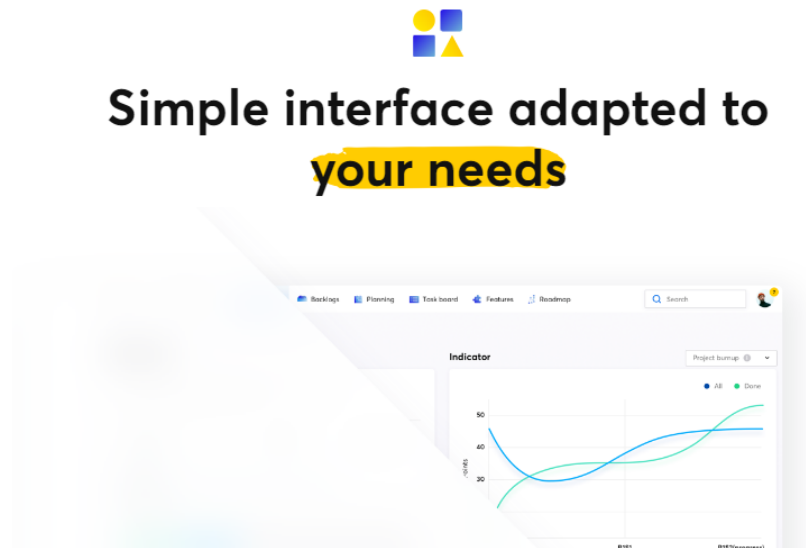 Simple interface adapted to
your needs
Backlogs Planning Task board Features Roadmap Search 7
Indicator Project burnup
All Done
50
40
30